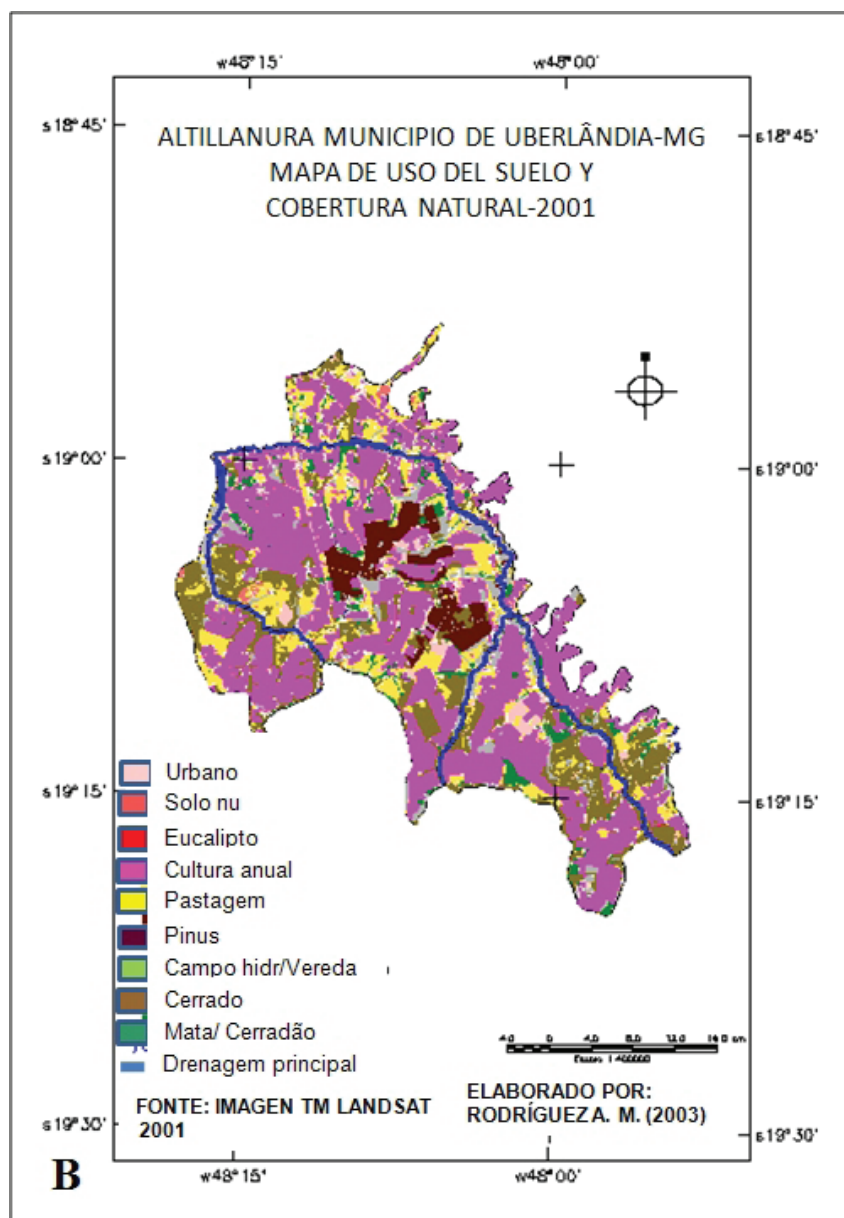 w48°15' w48°00'
s18°45' s18°45'
ALTILLANURA MUNICIPIO DE UBERLÂNDIA-MG
MAPA DE USO DEL SUELO Y
COBERTURA NATURAL-2001
s19°00' s19°00'
Urbano
s19°15' s19°15'
Solo nu
Eucalipto
Cultura anual
Pastagem
Pinus
Campo hidr/Vereda
Cerrado
Mata/ Cerradão
Drenagem principal
FONTE: IMAGEN TM LANDSAT
2001
ELABORADO POR:
RODRÍGUEZ A. M. (2003)
s19°30' s19°30'
B
w48°15' w48°00'